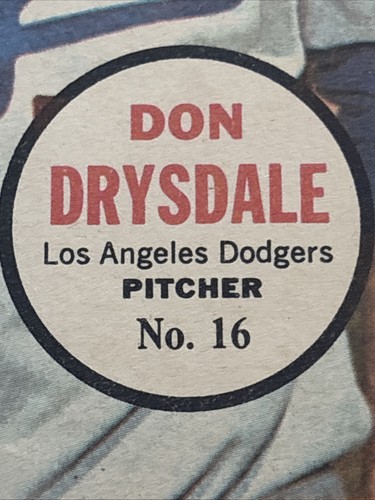 DON
DRYSDALE
Los Angeles Dodgers
PITCHER
No. 16